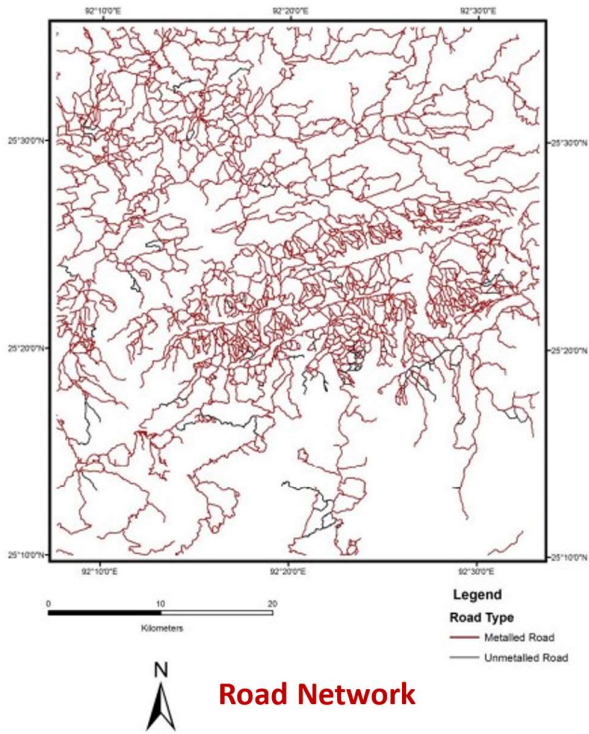 92°10'0"E 92°20'0"E 92°30'0"E
25°30'0"N 25°30'0"N
25°20'0"N 25°20'0"N
25°10'0"N 25°10'0"N
92°10'0"E 92°20'0"E 92°30'0"E
0 10 20
Kilometers
Legend
Road Type
Metalled Road
Unmetalled Road
N
Road Network